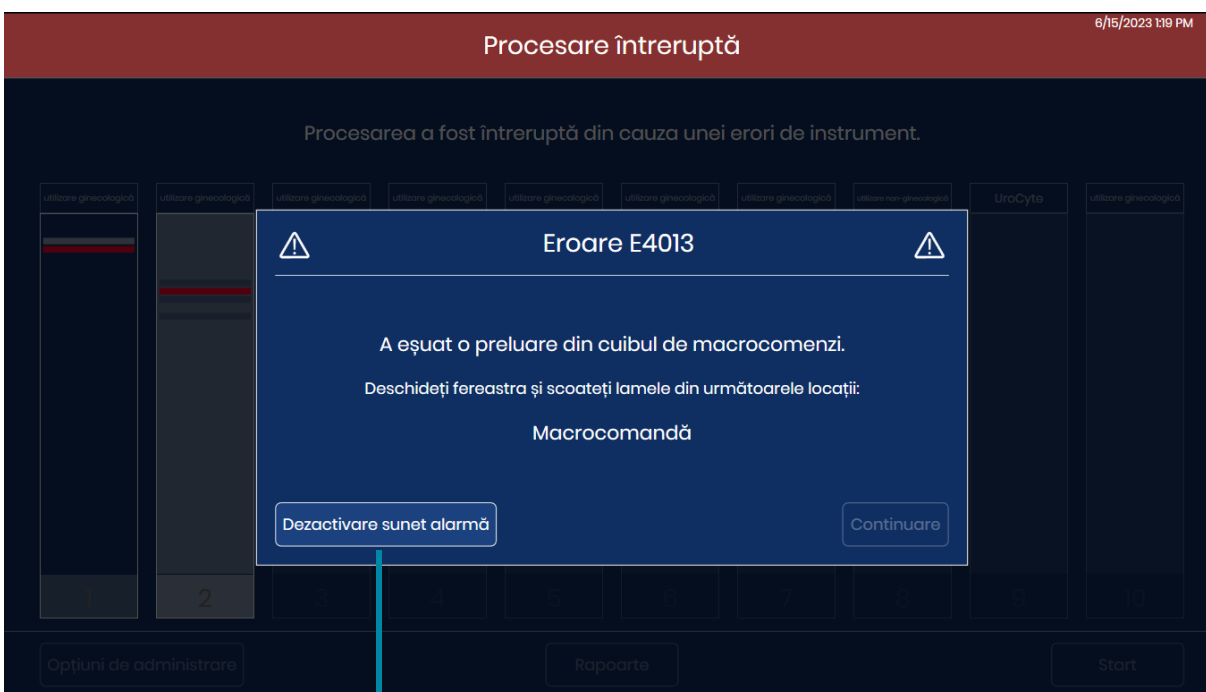 6/15/2023 1:19 PM
Procesare întreruptă
Procesarea a fost întreruptă din cauza unei erori de instrument.
utilizare ginecologică utilizare ginecologică utilizare ginecologică utilizare ginecologică utilizare ginecologică utilizare ginecologică utilizare ginecologică utilizare non-ginecologică UroCyte utilizare ginecologică
Eroare E4013
A eșuat o preluare din cuibul de macrocomenzi.
Deschideți fereastra și scoateți lamele din următoarele locații:
Macrocomandă
Dezactivare sunet alarmă Continuare
1 2 3 4 5 6 7 8 9 10
Opțiuni de administrare Rapoarte Start